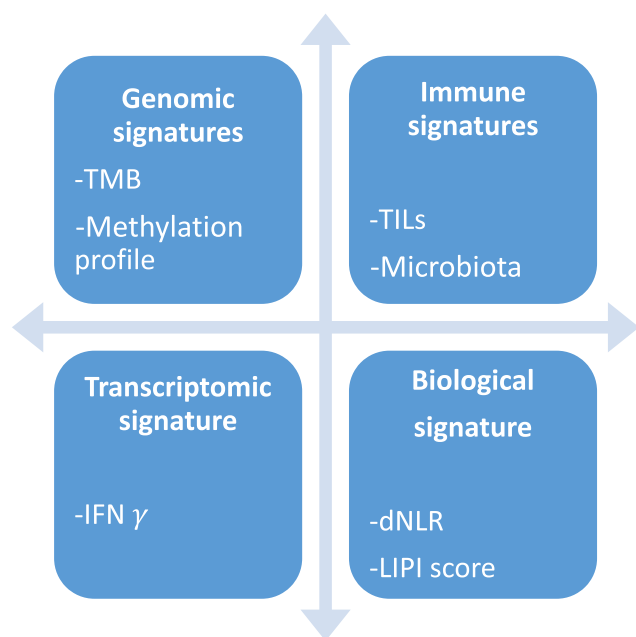 Genomic
signatures
-TMB
-Methylation
profile
Immune
signatures
-TILs
-Microbiota
Transcriptomic
signature
-IFN γ
Biological
signature
-dNLR
-LIPI score